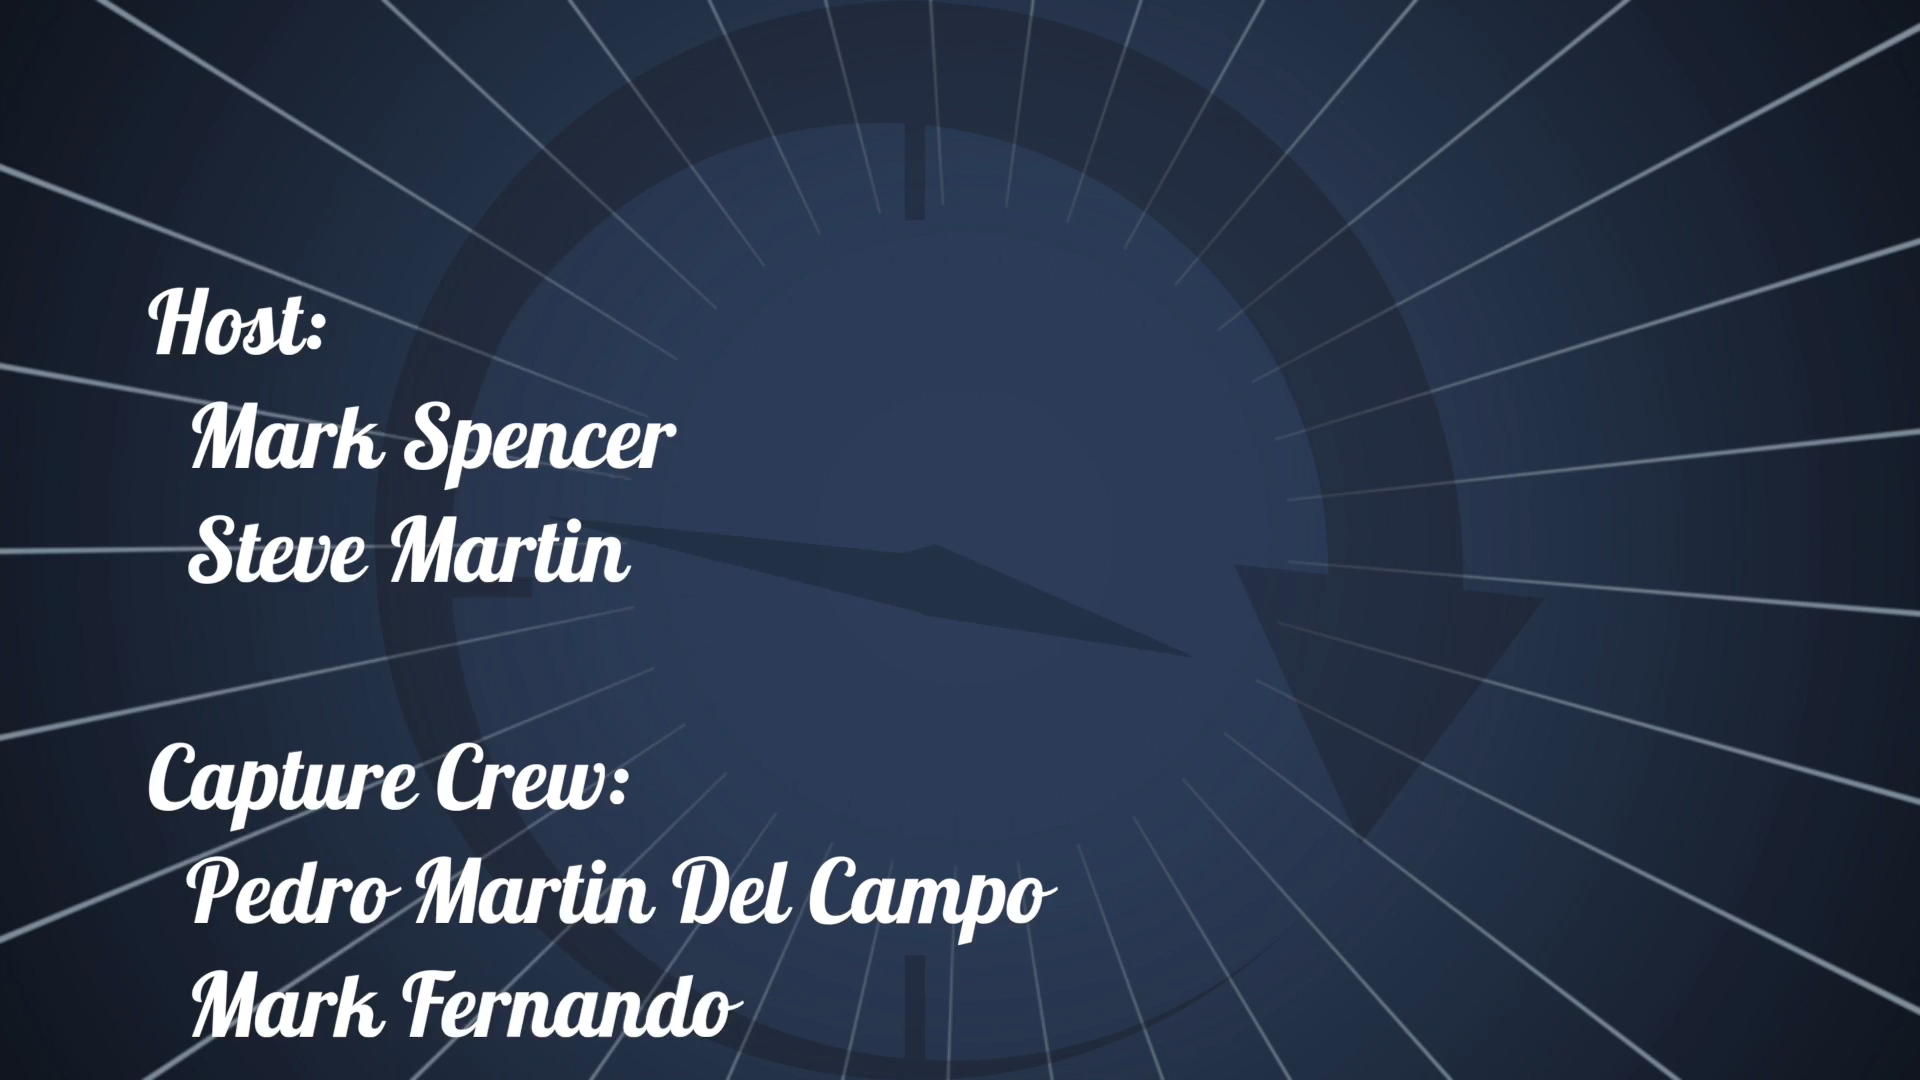 Host:
Mark Spencer
Steve Martin
Capture Crew:
Pedro Martin Del Campo
Mark Fernando